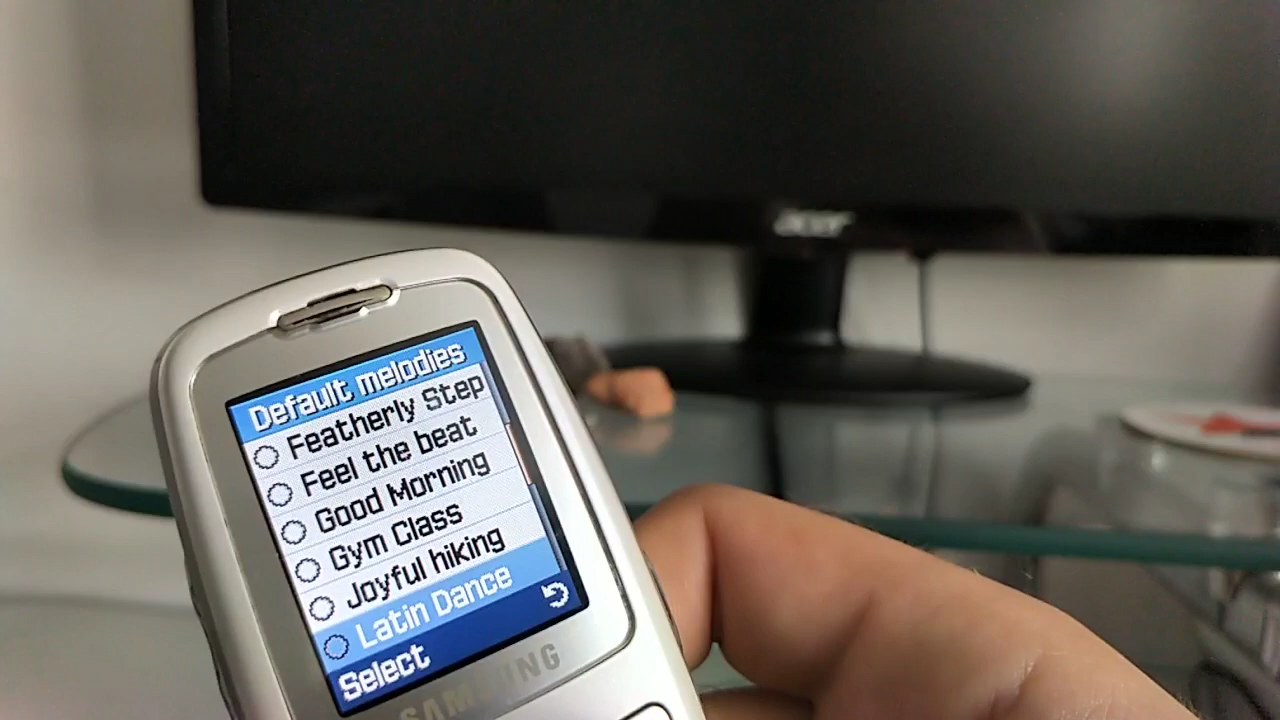 acer
Default melodies
Featherly Step
Feel the beat
Good Morning
Gym Class
Joyful hiking
Latin Dance
Select
SAMSUNG